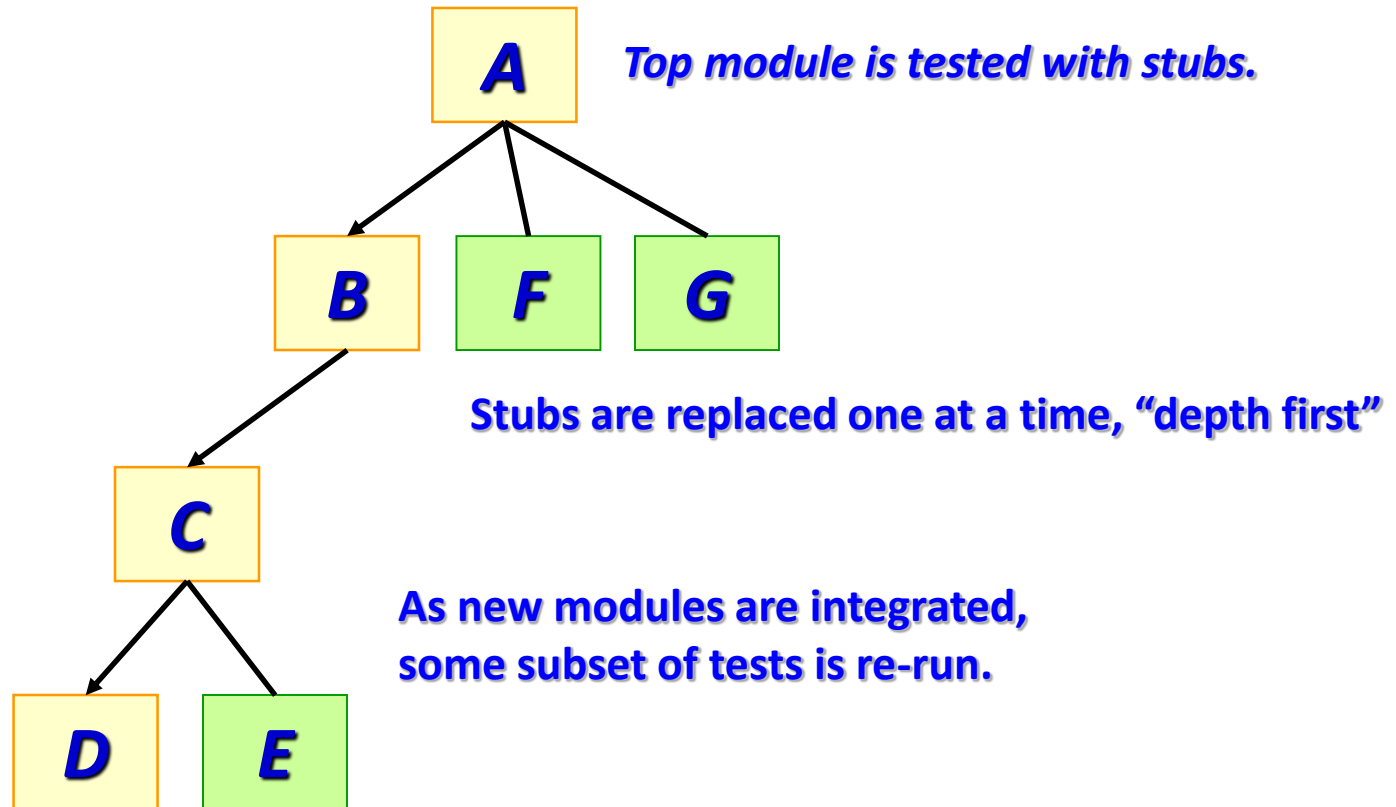 A
Top module is tested with stubs.
B
F
G
Stubs are replaced one at a time, “depth first”
C
As new modules are integrated,
some subset of tests is re-run.
D
E